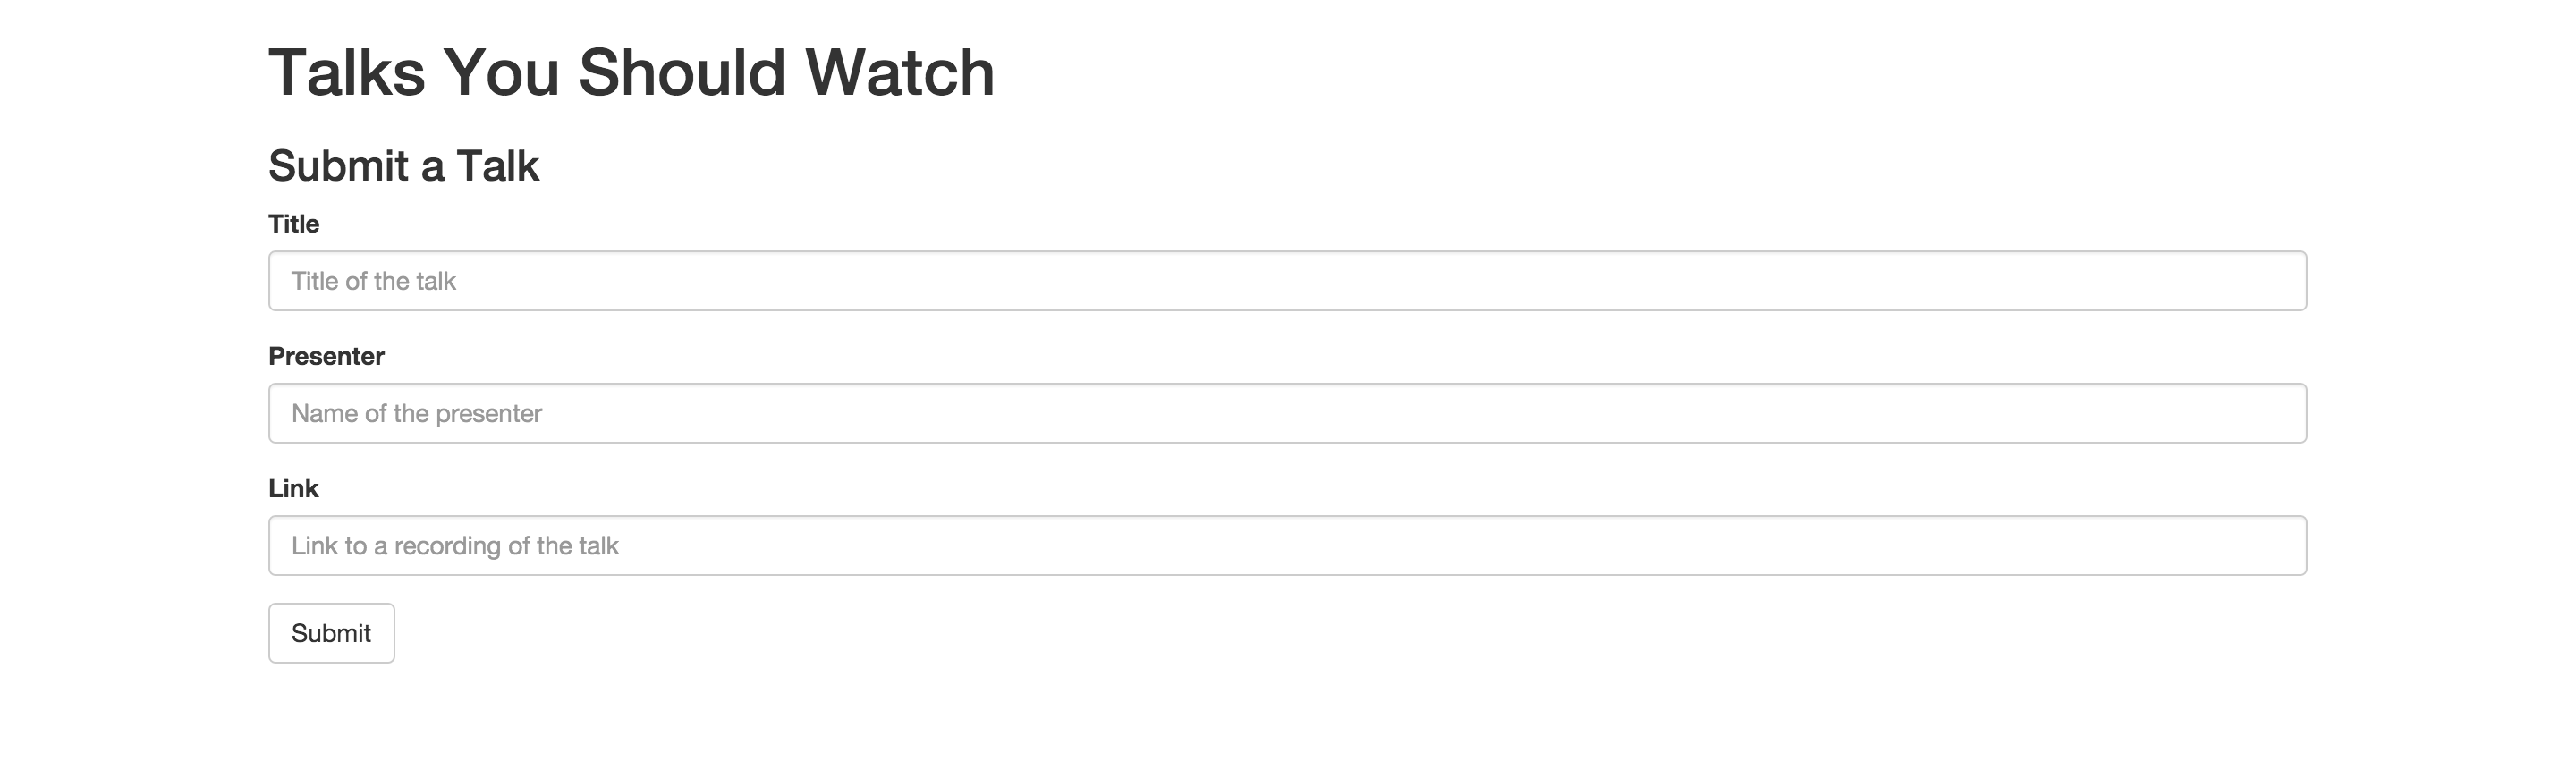 Talks You Should Watch
Submit a Talk
Title
Title of the talk
Presenter
Name of the presenter
Link
Link to a recording of the talk
Submit